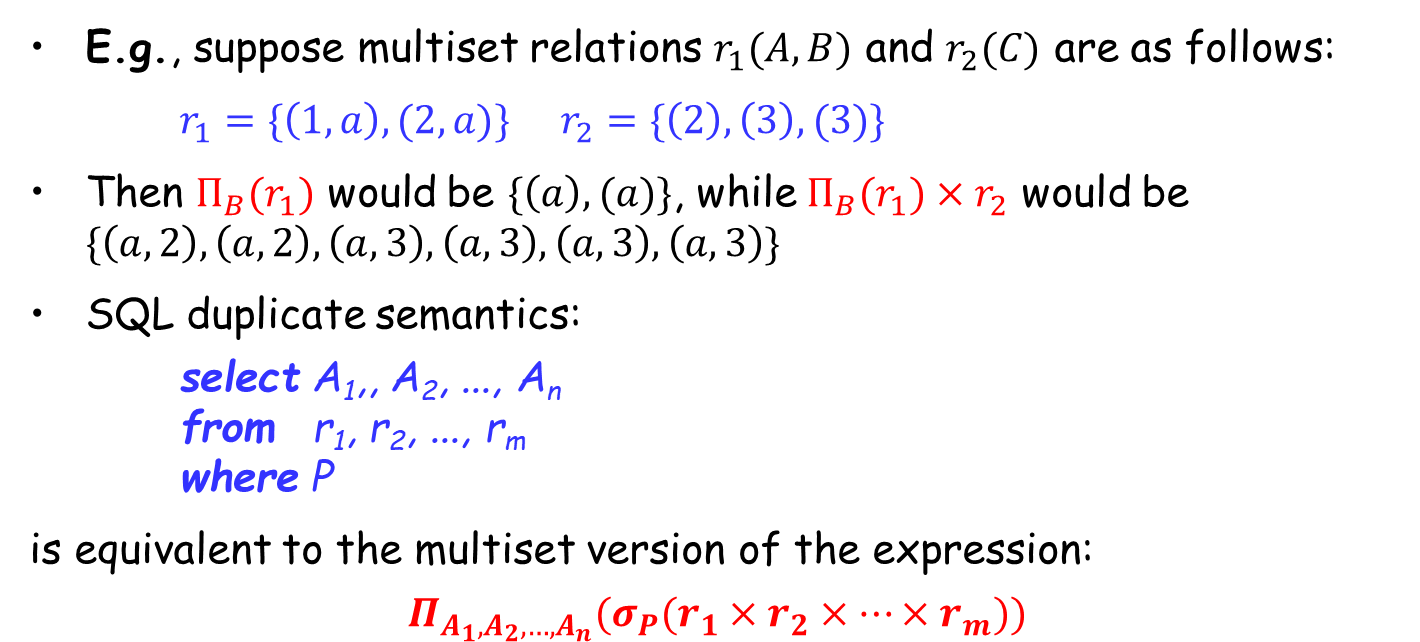 • E.g., suppose multiset relations r₁(A, B) and r₂(C) are as follows:
r₁ = {(1, a), (2, a)} r₂ = {(2), (3), (3)}
• Then Π_B(r₁) would be {(a), (a)}, while Π_B(r₁) × r₂ would be
{(a, 2), (a, 2), (a, 3), (a, 3), (a, 3), (a, 3)}
• SQL duplicate semantics:
select A₁,, A₂, ..., Aₙ
from r₁, r₂, ..., rₘ
where P
is equivalent to the multiset version of the expression:
Π_{A₁,A₂,…,Aₙ}(σ_P(r₁ × r₂ × ⋯ × rₘ))